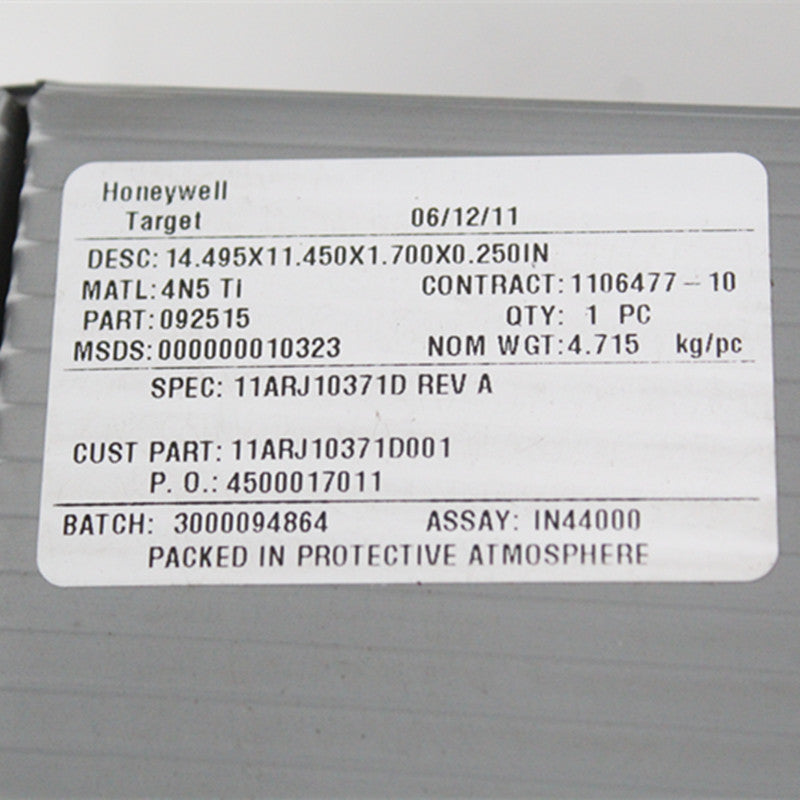 Honeywell
Target 06/12/11
DESC: 14.495X11.450X1.700X0.250IN
MATL: 4N5 Ti CONTRACT: 1106477-10
PART: 092515 QTY: 1 PC
MSDS: 000000010323 NOM WGT: 4.715 kg/pc
SPEC: 11ARJ10371D REV A
CUST PART: 11ARJ10371D001
P. O.: 4500017011
BATCH: 3000094864 ASSAY: IN44000
PACKED IN PROTECTIVE ATMOSPHERE